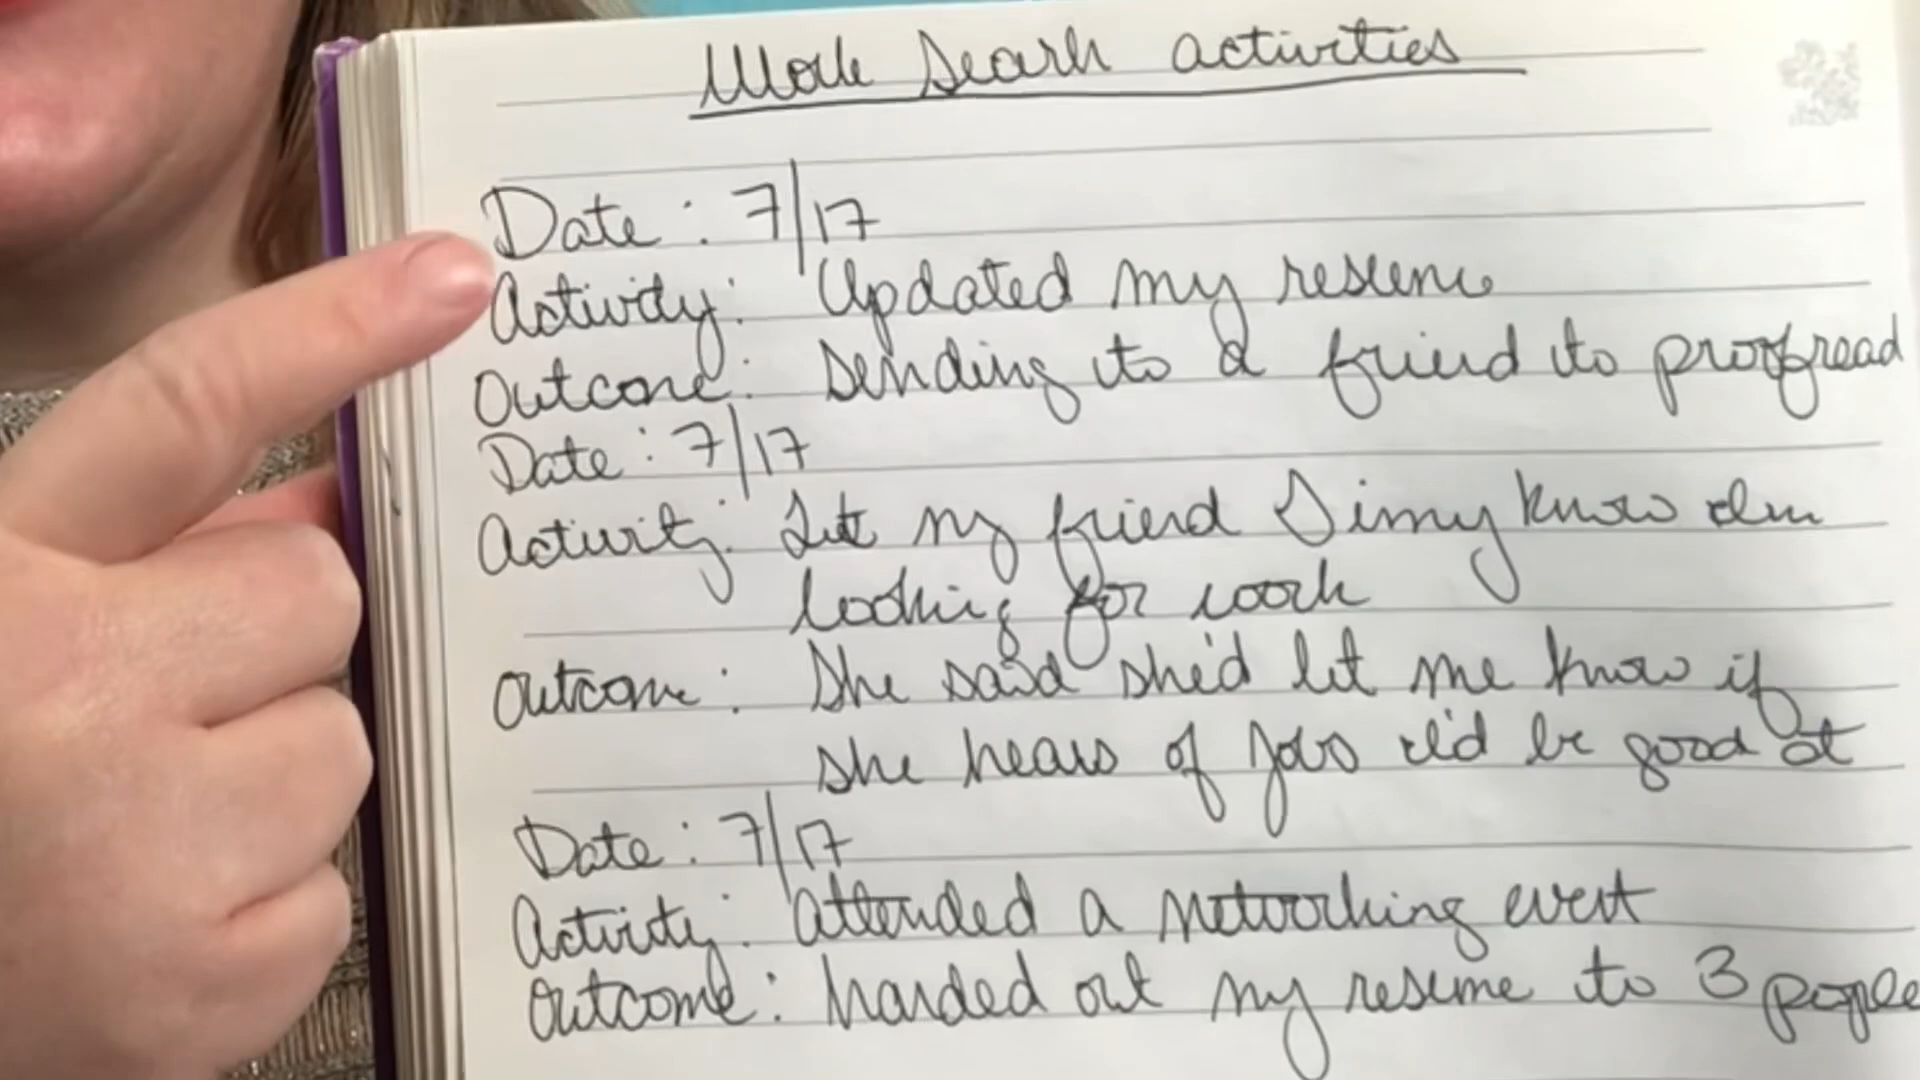 Work Search activities
Date: 7/17
Activity: Updated my resume
Outcome: Sending to a friend to proofread
Date: 7/17
Activity: Let my friend Simy know I'm
looking for work
Outcome: She said she'd let me know if
she hears of jobs I'd be good at
Date: 7/17
Activity: attended a networking event
Outcome: handed out my resume to 3 people